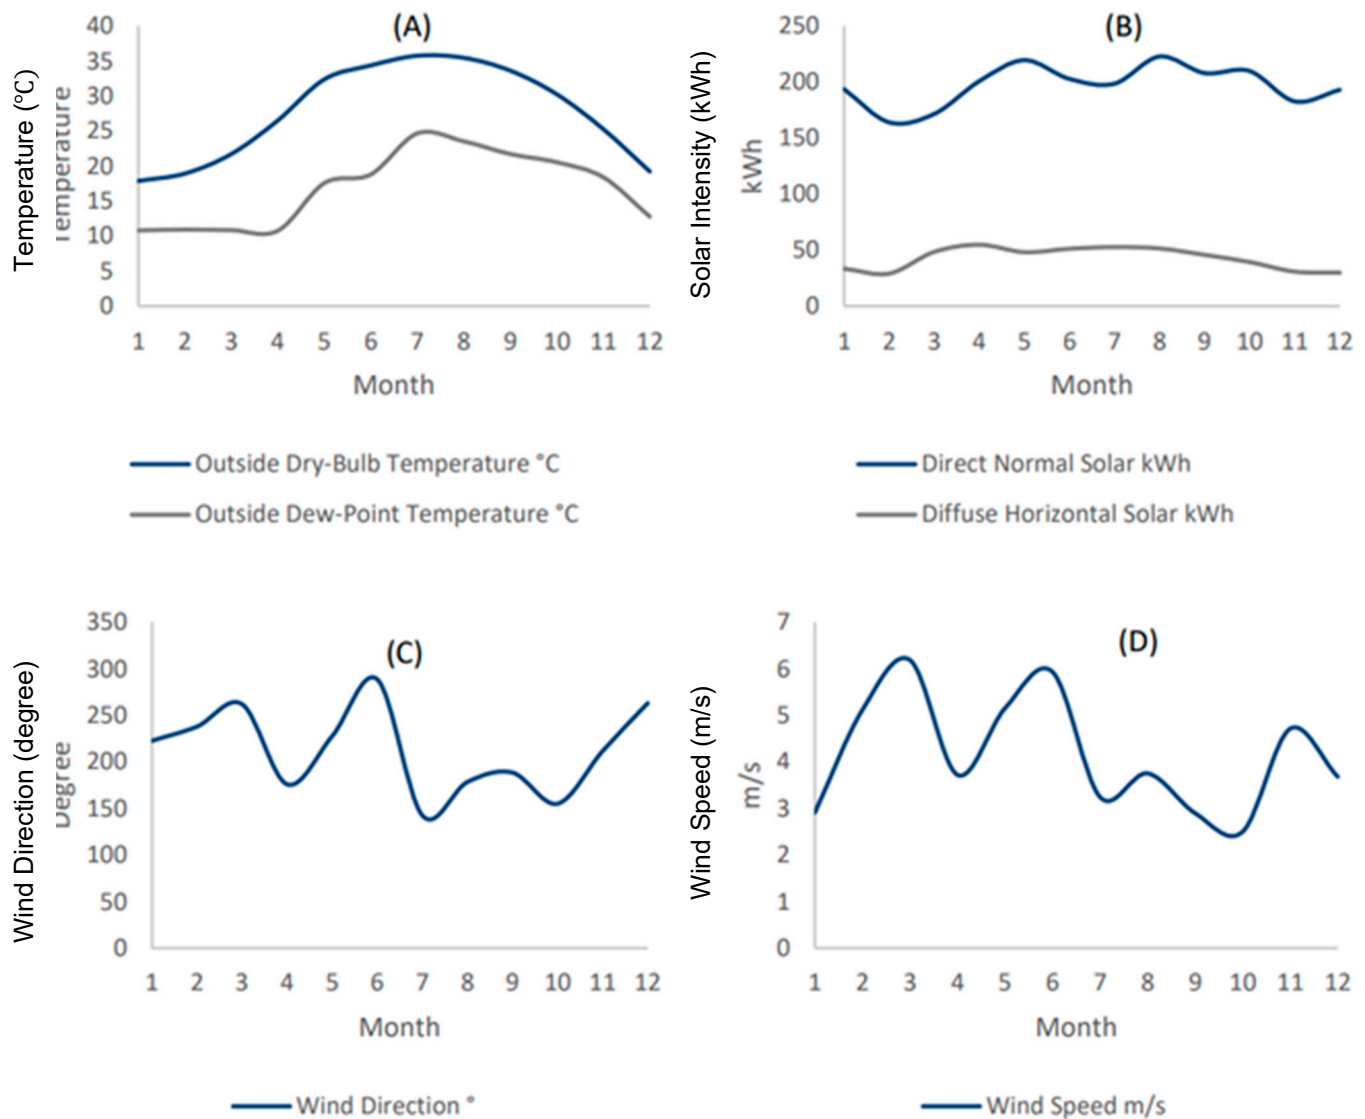 (A)
Temperature (℃)
Temperature
40
35
30
25
20
15
10
5
0
1 2 3 4 5 6 7 8 9 10 11 12
Month
Outside Dry-Bulb Temperature °C
Outside Dew-Point Temperature °C
(B)
Solar Intensity (kWh)
kWh
250
200
150
100
50
0
1 2 3 4 5 6 7 8 9 10 11 12
Month
Direct Normal Solar kWh
Diffuse Horizontal Solar kWh
(C)
Wind Direction (degree)
Degree
350
300
250
200
150
100
50
0
1 2 3 4 5 6 7 8 9 10 11 12
Month
Wind Direction °
(D)
Wind Speed (m/s)
m/s
7
6
5
4
3
2
1
0
1 2 3 4 5 6 7 8 9 10 11 12
Month
Wind Speed m/s